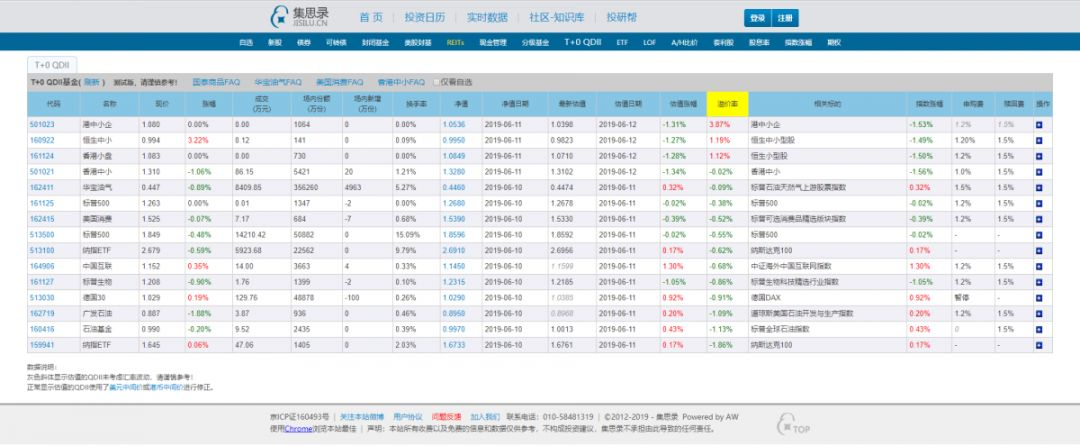 集思录
JISILU.CN
首 页 | 投资日历 | 实时数据 | 社区-知识库 | 投研帮
登录 注册
自选 新股 债券 可转债 封闭基金 类股封基 REITs 现金管理 分级基金 T+0 QDII ETF LOF A/H比价 套利股 股息率 指数涨幅 期权
T+0 QDII
T+0 QDII基金( 刷新 ) 测试版，请谨慎参考! 国泰商品FAQ 华宝油气FAQ 美国消费FAQ 香港中小FAQ 仅看自选
代码 名称 现价 涨幅 成交(万元) 场内份额(万份) 场内新增(万份) 换手率 净值 净值日期 最新估值 估值日期 估值涨幅 溢价率 相关标的 指数涨幅 申购费 赎回费 操作
501023 港中小企 1.080 0.00% 0.00 1064 0 0.00% 1.0536 2019-06-11 1.0398 2019-06-12 -1.31% 3.87% 港中小企 -1.53% 1.2% 1.5%
160922 恒生中小 0.994 3.22% 0.12 141 0 0.09% 0.9950 2019-06-11 0.9823 2019-06-12 -1.27% 1.19% 恒生中小型股 -1.49% 1.20% 1.5%
161124 香港小盘 1.083 0.00% 0.00 730 0 0.00% 1.0849 2019-06-11 1.0710 2019-06-12 -1.28% 1.12% 恒生小型股 -1.50% 1.2% 1.5%
501021 香港中小 1.310 -1.06% 86.15 5421 20 1.21% 1.3280 2019-06-11 1.3102 2019-06-12 -1.34% -0.02% 香港中小 -1.56% 1.0% 1.5%
162411 华宝油气 0.447 -0.89% 8409.85 356260 4963 5.27% 0.4460 2019-06-10 0.4474 2019-06-11 0.32% -0.09% 标普石油天然气上游股票指数 0.32% 1.5% 1.5%
161125 标普500 1.263 0.00% 0.01 1347 -2 0.00% 1.2680 2019-06-10 1.2678 2019-06-11 -0.02% -0.38% 标普500 -0.02% 1.2% 1.5%
162415 美国消费 1.525 -0.07% 7.17 684 -7 0.68% 1.5390 2019-06-10 1.5330 2019-06-11 -0.39% -0.52% 标普可选消费品精选版块指数 -0.39% 1.2% 1.5%
513500 标普500 1.849 -0.48% 14210.42 50882 0 15.09% 1.8596 2019-06-10 1.8592 2019-06-11 -0.02% -0.55% 标普500 -0.02% - -
513100 纳指ETF 2.679 -0.59% 5923.68 22562 0 9.79% 2.6910 2019-06-10 2.6956 2019-06-11 0.17% -0.62% 纳斯达克100 0.17% - -
164906 中国互联 1.152 0.35% 14.00 3663 4 0.33% 1.1450 2019-06-10 1.1599 2019-06-11 1.30% -0.68% 中证海外中国互联网指数 1.30% 1.2% 1.5%
161127 标普生物 1.208 -0.90% 1.76 1399 -2 0.10% 1.2315 2019-06-10 1.2185 2019-06-11 -1.05% -0.86% 标普生物科技精选行业指数 -1.05% 1.2% 1.5%
513030 德国30 1.029 0.19% 129.76 48878 -100 0.26% 1.0290 2019-06-10 1.0385 2019-06-11 0.92% -0.91% 德国DAX 0.92% 暂停 -
162719 广发石油 0.887 -1.88% 3.87 936 0 0.46% 0.8950 2019-06-10 0.8968 2019-06-11 0.20% -1.09% 道琼斯美国石油开发与生产指数 0.20% 1.2% 1.5%
160416 石油基金 0.990 -0.20% 9.52 2435 0 0.39% 0.9970 2019-06-10 1.0013 2019-06-11 0.43% -1.13% 标普全球石油指数 0.43% 0 1.5%
159941 纳指ETF 1.645 0.06% 47.06 1405 0 2.03% 1.6733 2019-06-10 1.6761 2019-06-11 0.17% -1.86% 纳斯达克100 0.17% - -
数据说明:
灰色斜体显示估值的QDII未考虑汇率波动，请谨慎参考!
正常显示估值的QDII使用了美元中间价或港币中间价进行修正。
京ICP证160493号 | 关注本站微博 用户协议 问题反馈 加入我们 联系电话: 010-58481319 | ©2012-2019 - 集思录 Powered by AW
使用Chrome浏览本站最佳 | 声明: 本站所有收费以及免费的信息和数据仅供参考，不构成投资建议，集思录不承担由此导致的任何责任。
TOP